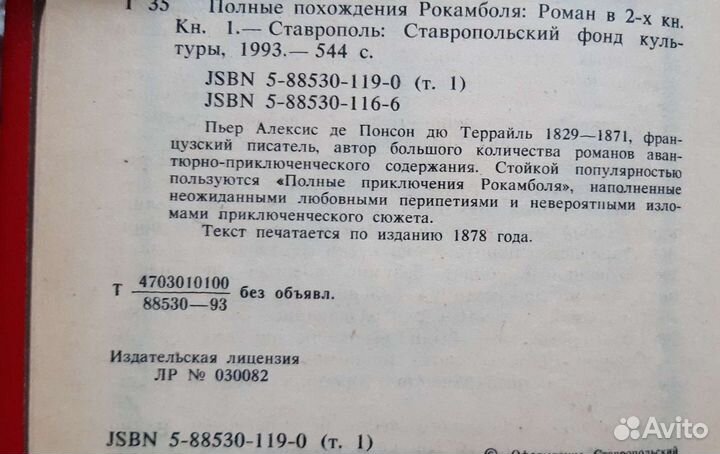 Т 35 Полные похождения Рокамболя: Роман в 2-х кн.
Кн. 1.— Ставрополь: Ставропольский фонд куль-
туры, 1993.— 544 с.
JSBN 5-88530-119-0 (т. 1)
JSBN 5-88530-116-6
Пьер Алексис де Понсон дю Террайль 1829—1871, фран-
цузский писатель, автор большого количества романов аван-
тюрно-приключенческого содержания. Стойкой популярностью
пользуются «Полные приключения Рокамболя», наполненные
неожиданными любовными перипетиями и невероятными изло-
мами приключенческого сюжета.
Текст печатается по изданию 1878 года.
Т 4703010100
88530—93 без объявл.
Издательская лицензия
ЛР № 030082
JSBN 5-88530-119-0 (т. 1)
© Оформление Ставропольский
Avito